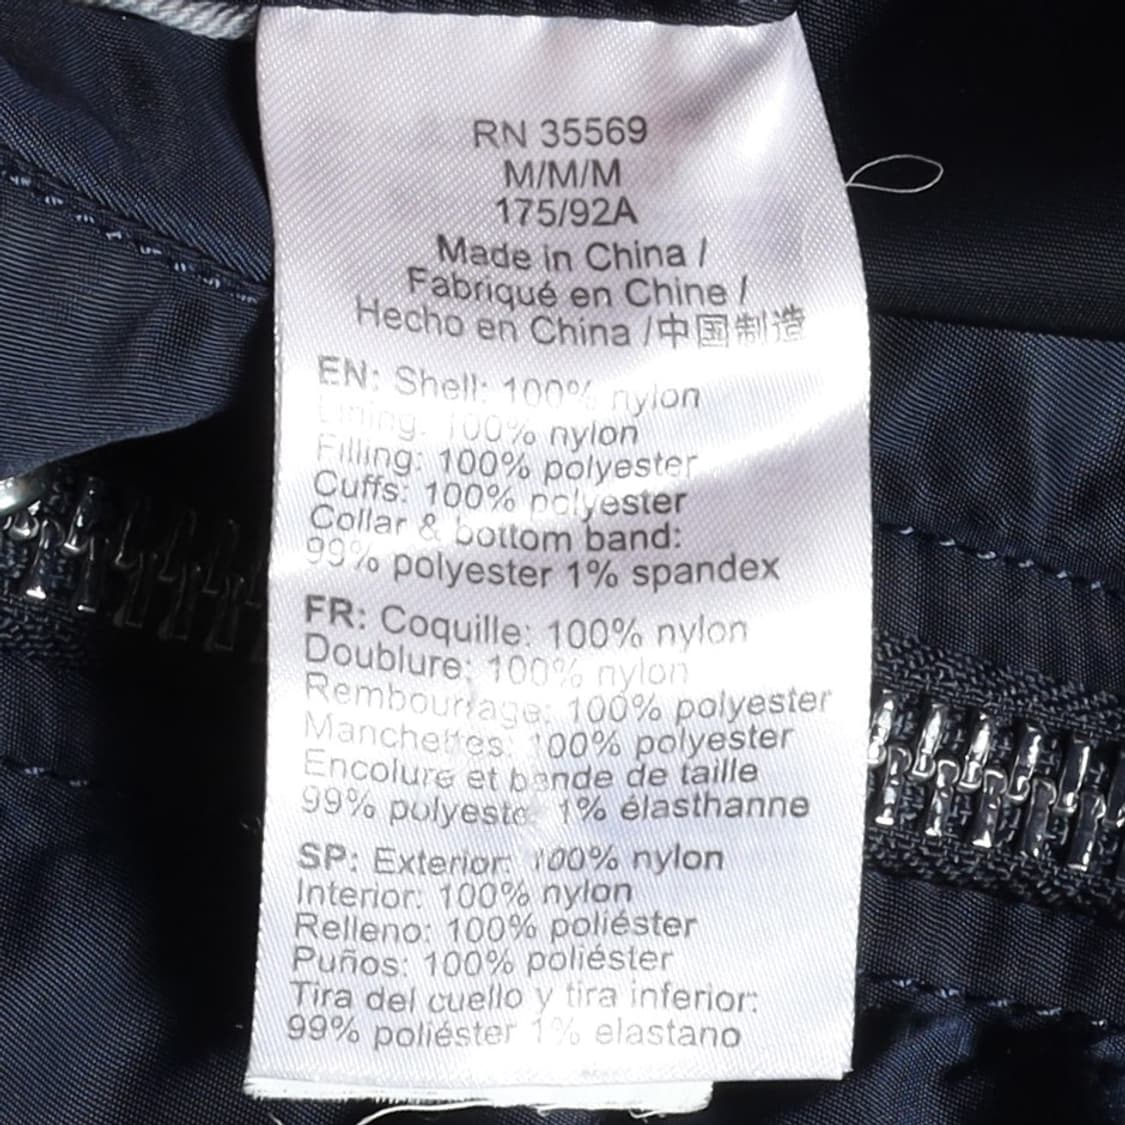 RN 35569
M/M/M
175/92A
Made in China /
Fabriqué en Chine /
Hecho en China /中国制造
EN: Shell: 100% nylon
Lining: 100% nylon
Filling: 100% polyester
Cuffs: 100% polyester
Collar & bottom band:
99% polyester 1% spandex
FR: Coquille: 100% nylon
Doublure: 100% nylon
Rembourrage: 100% polyester
Manchettes: 100% polyester
Encolure et bande de taille
99% polyester 1% élasthanne
SP: Exterior: 100% nylon
Interior: 100% nylon
Relleno: 100% poliéster
Puños: 100% poliéster
Tira del cuello y tira inferior:
99% poliéster 1% elastano